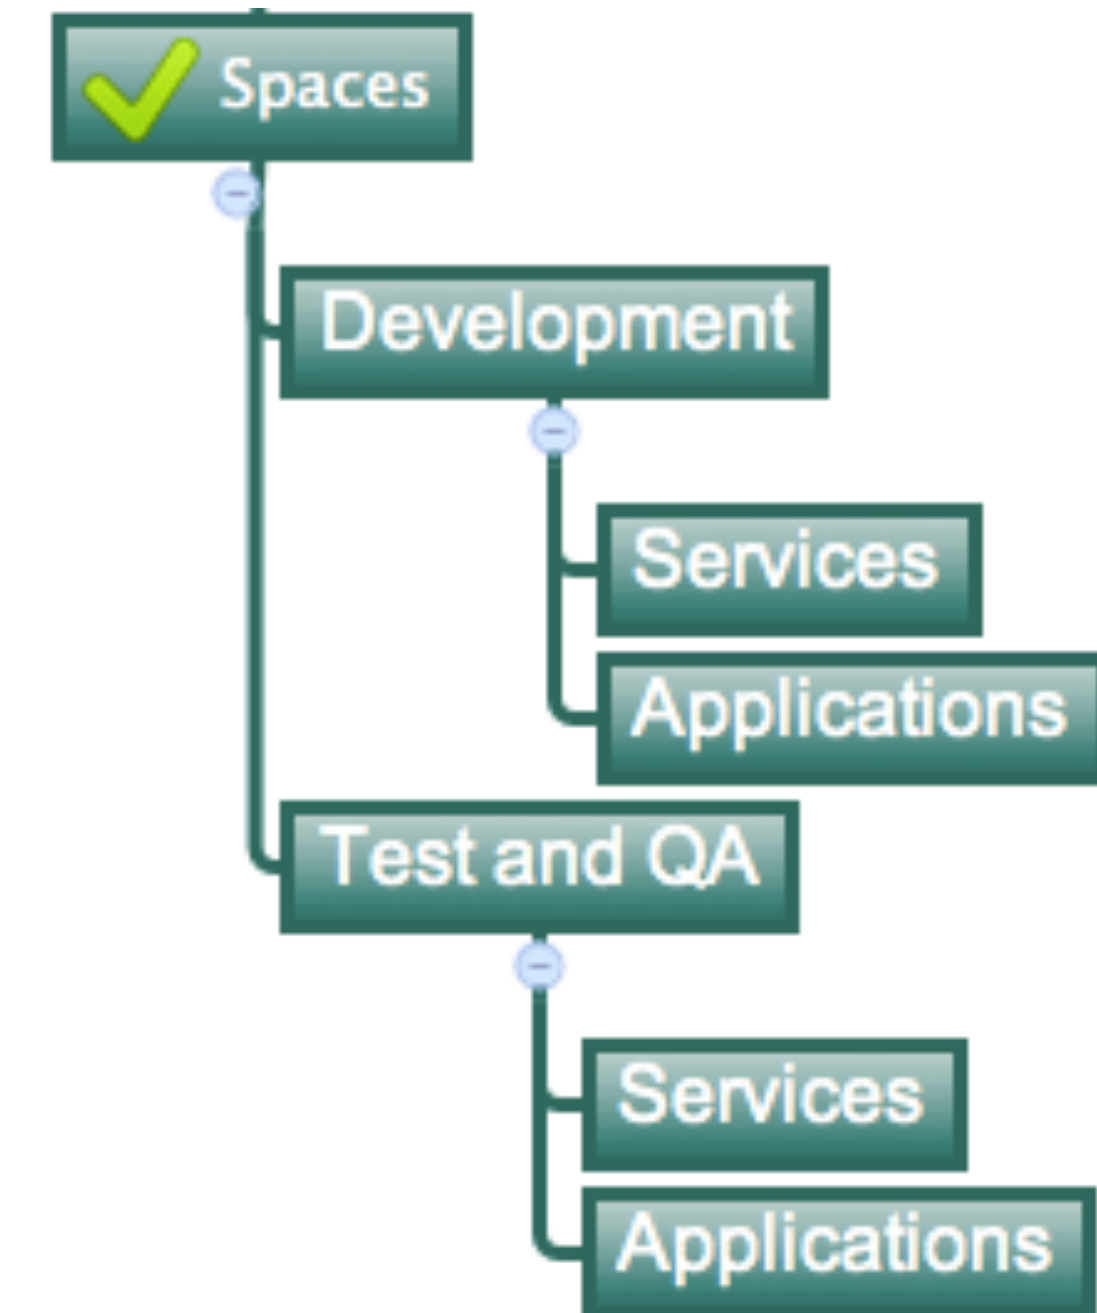 Spaces
Development
Services
Applications
Test and QA
Services
Applications